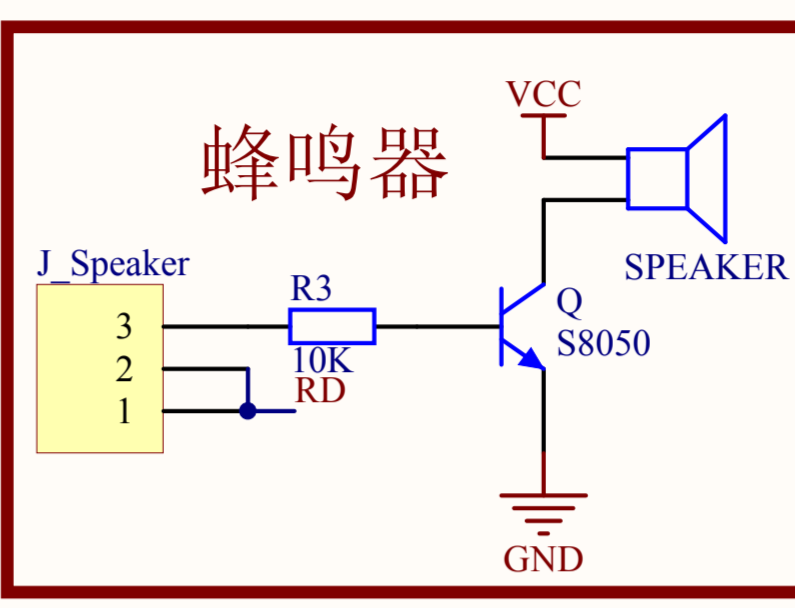 VCC
蜂鸣器
J_Speaker
SPEAKER
R3
Q
3
S8050
10K
2
RD
1
GND